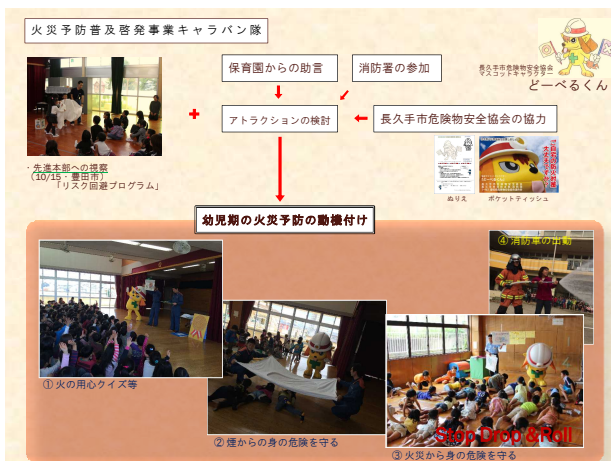 火災予防普及啓発事業キャラバン隊
保育園からの助言
消防署の参加
長久手市危険物安全協会
マスコットキャラクター
どーべるくん
アトラクションの検討
長久手市危険物安全協会の協力
・先進本部への視察
（10/15・豊田市）
「リスク回避プログラム」
ぬりえ
ポケットティッシュ
幼児期の火災予防の動機付け
④ 消防車の出動
① 火の用心クイズ等
② 煙からの身の危険を守る
Stop Drop &Roll
③ 火災から身の危険を守る